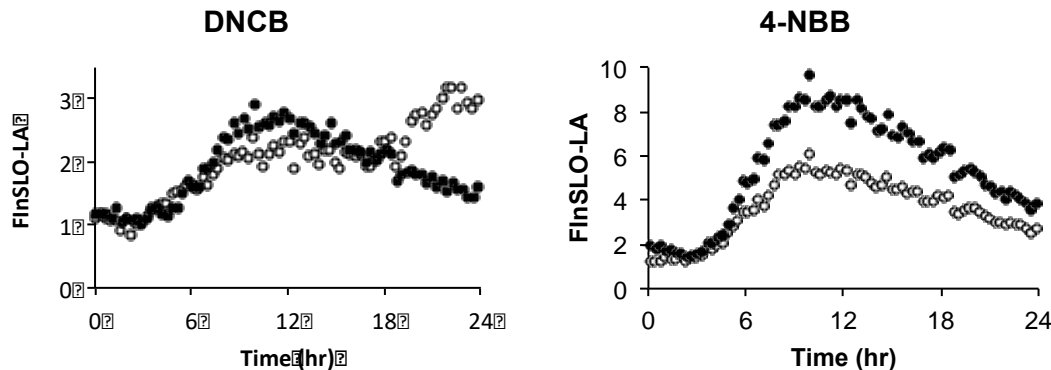 DNCB
4-NBB
FInSLO-LA⍰
3⍰
2⍰
1⍰
0⍰
0⍰ 6⍰ 12⍰ 18⍰ 24⍰
Time⍰(hr)⍰
FInSLO-LA
10
8
6
4
2
0
0 6 12 18 24
Time (hr)